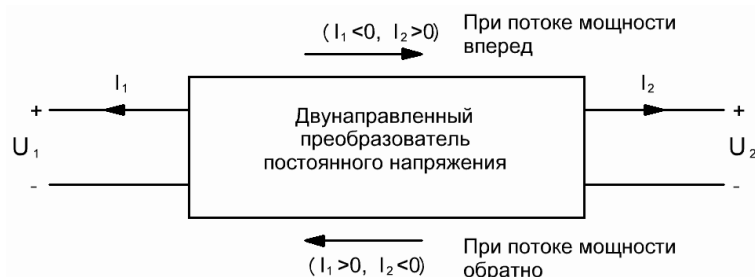 (I₁<0, I₂>0)
При потоке мощности
вперед
I₁
I₂
+
+
U₁
U₂
-
-
Двунаправленный
преобразователь
постоянного напряжения
(I₁>0, I₂<0)
При потоке мощности
обратно